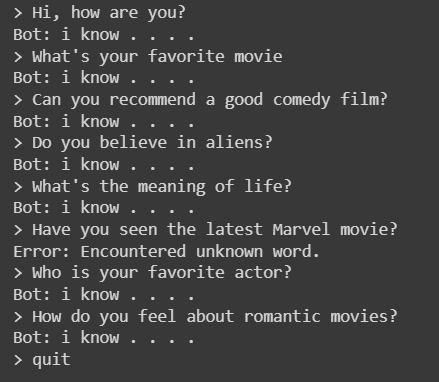 > Hi, how are you?
Bot: i know . . . .
> What's your favorite movie
Bot: i know . . . .
> Can you recommend a good comedy film?
Bot: i know . . . .
> Do you believe in aliens?
Bot: i know . . . .
> What's the meaning of life?
Bot: i know . . . .
> Have you seen the latest Marvel movie?
Error: Encountered unknown word.
> Who is your favorite actor?
Bot: i know . . . .
> How do you feel about romantic movies?
Bot: i know . . . .
> quit